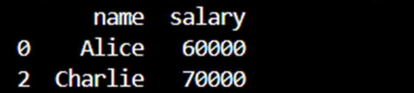 name salary
0 Alice 60000
2 Charlie 70000